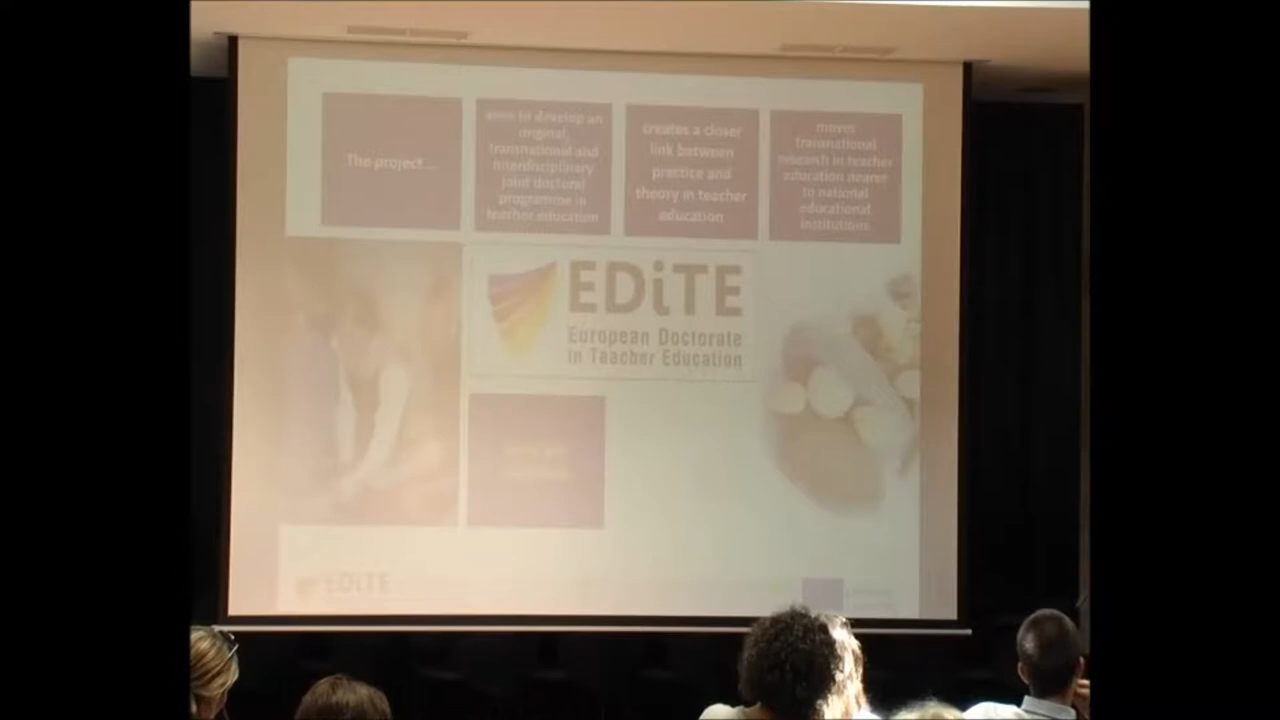 The project...
aims to develop an
original,
transnational and
interdisciplinary
joint doctoral
programme in
teacher education
creates a closer
link between
practice and
theory in teacher
education
moves
transnational
research in teacher
education nearer
to national
educational
institutions
EDiTE
European Doctorate
in Teacher Education
EDiTE